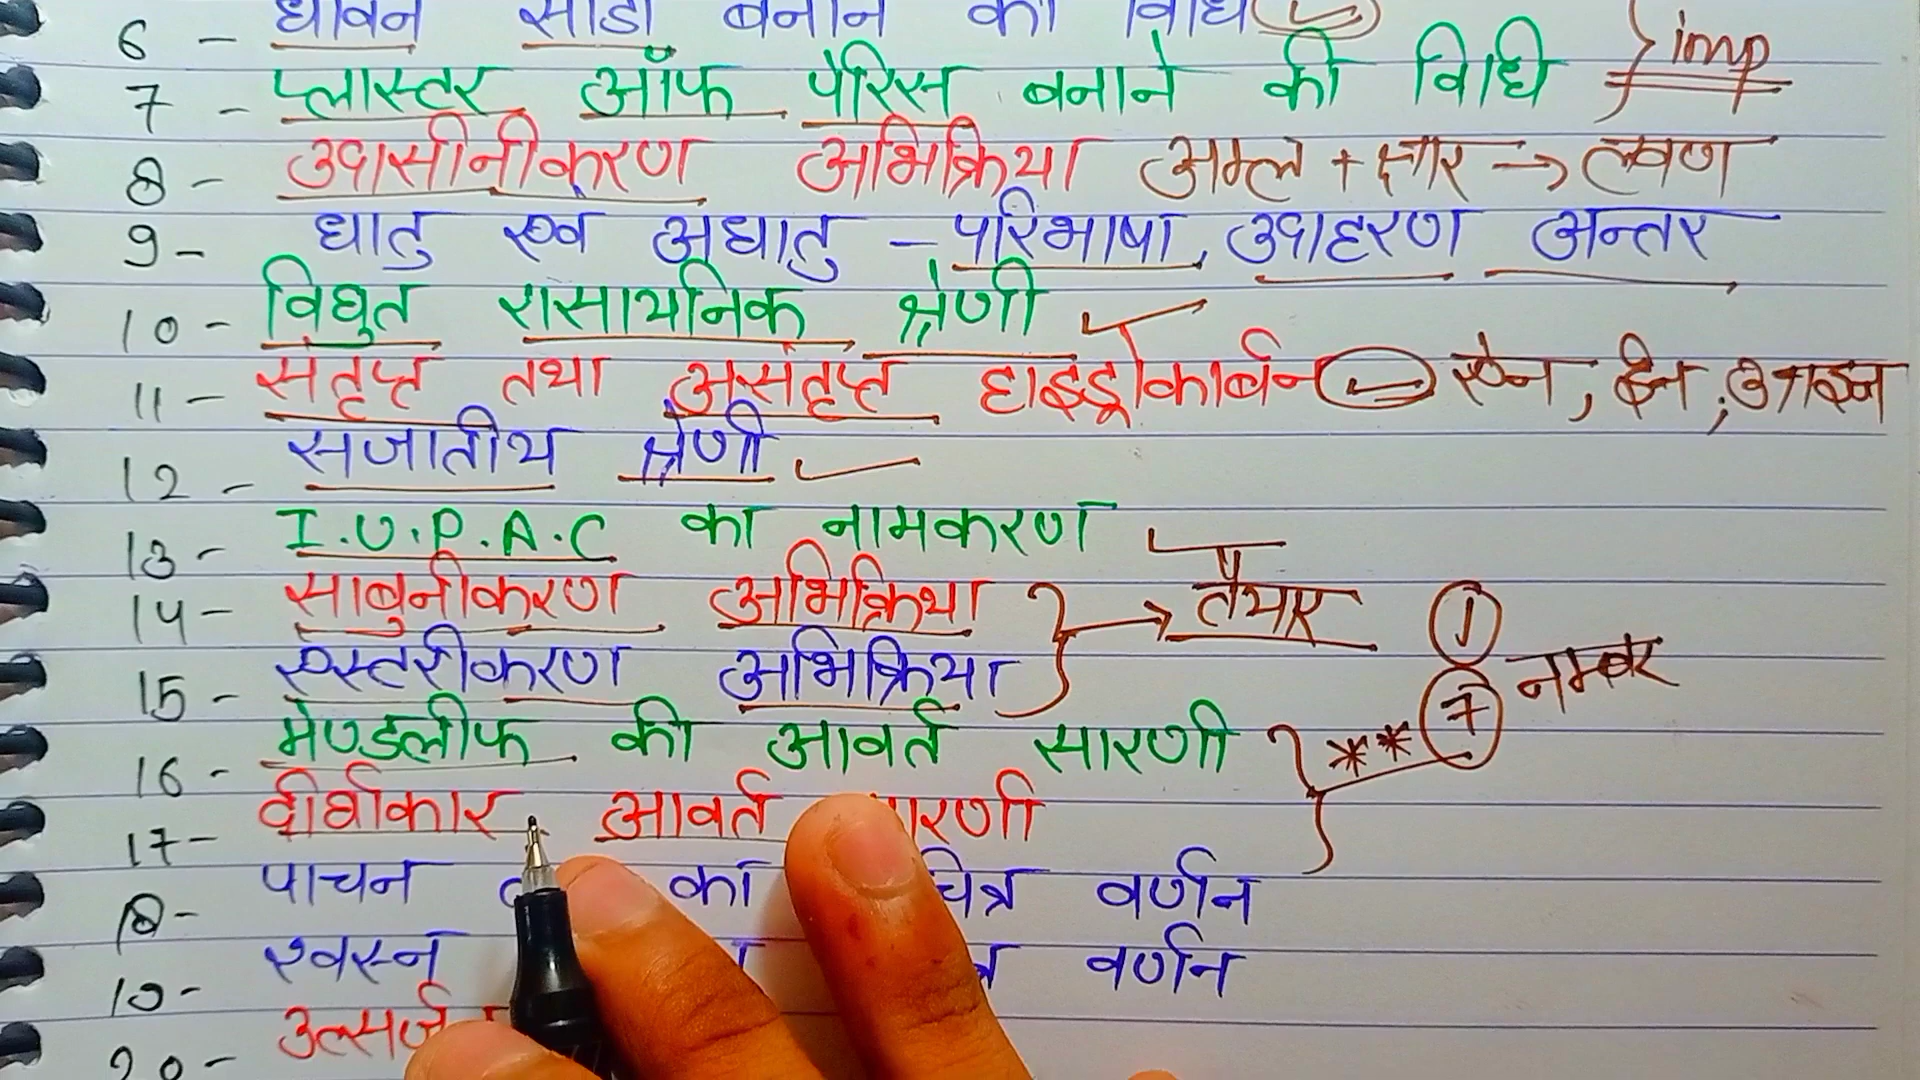 6 - धावन सोडा बनाने की विधि
7 - प्लास्टर ऑफ पेरिस बनाने की विधि } imp
8 - उदासीनीकरण अभिक्रिया अम्ल + क्षार → लवण
9 - धातु एवं अधातु - परिभाषा, उदाहरण अन्तर
10 - विधुत रासायनिक श्रेणी
11 - संतृप्त तथा असंतृप्त हाइड्रोकार्बन ऐन, ईन, आइन
12 - सजातीय श्रेणी
13 - I.U.P.A.C का नामकरण
14 - साबुनीकरण अभिक्रिया } → तैयार 1
15 - एस्टरीकरण अभिक्रिया 7 नम्बर
16 - मेण्डलीफ की आवर्त सारणी } **
17 - दीर्घाकार आवर्त सारणी
18 - पाचन का चित्र वर्णन
19 - श्वस्न वर्णन
20 - उत्सर्ज